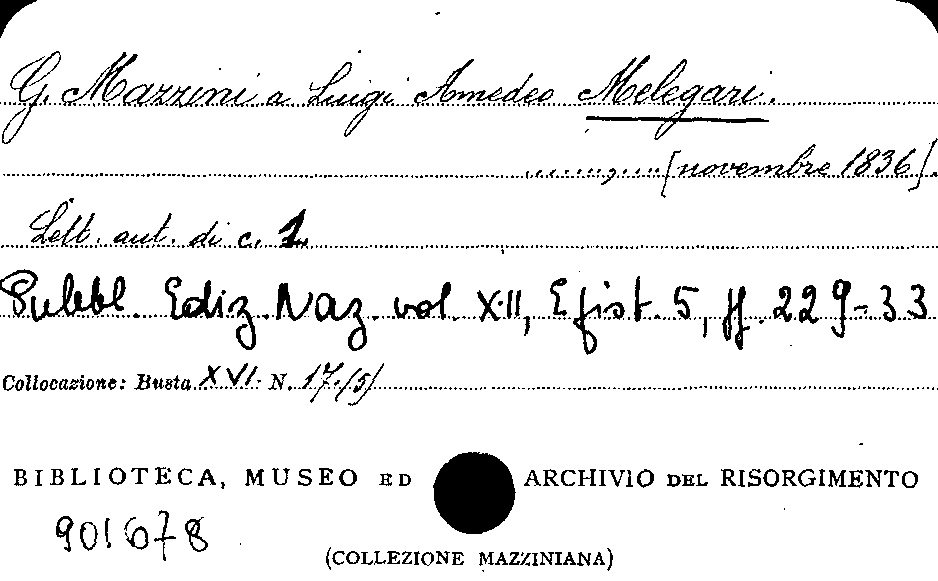 G. Mazzini a Luigi Amedeo Melegari.
........, .... [novembre 1836].
Lett. aut. di c. 1.
Pubbl. Ediz. Naz. vol. XII, Epist. 5, pp. 229-33
Collocazione: Busta XVI. N. 17./5/
BIBLIOTECA, MUSEO ED ARCHIVIO DEL RISORGIMENTO
901678
(COLLEZIONE MAZZINIANA)